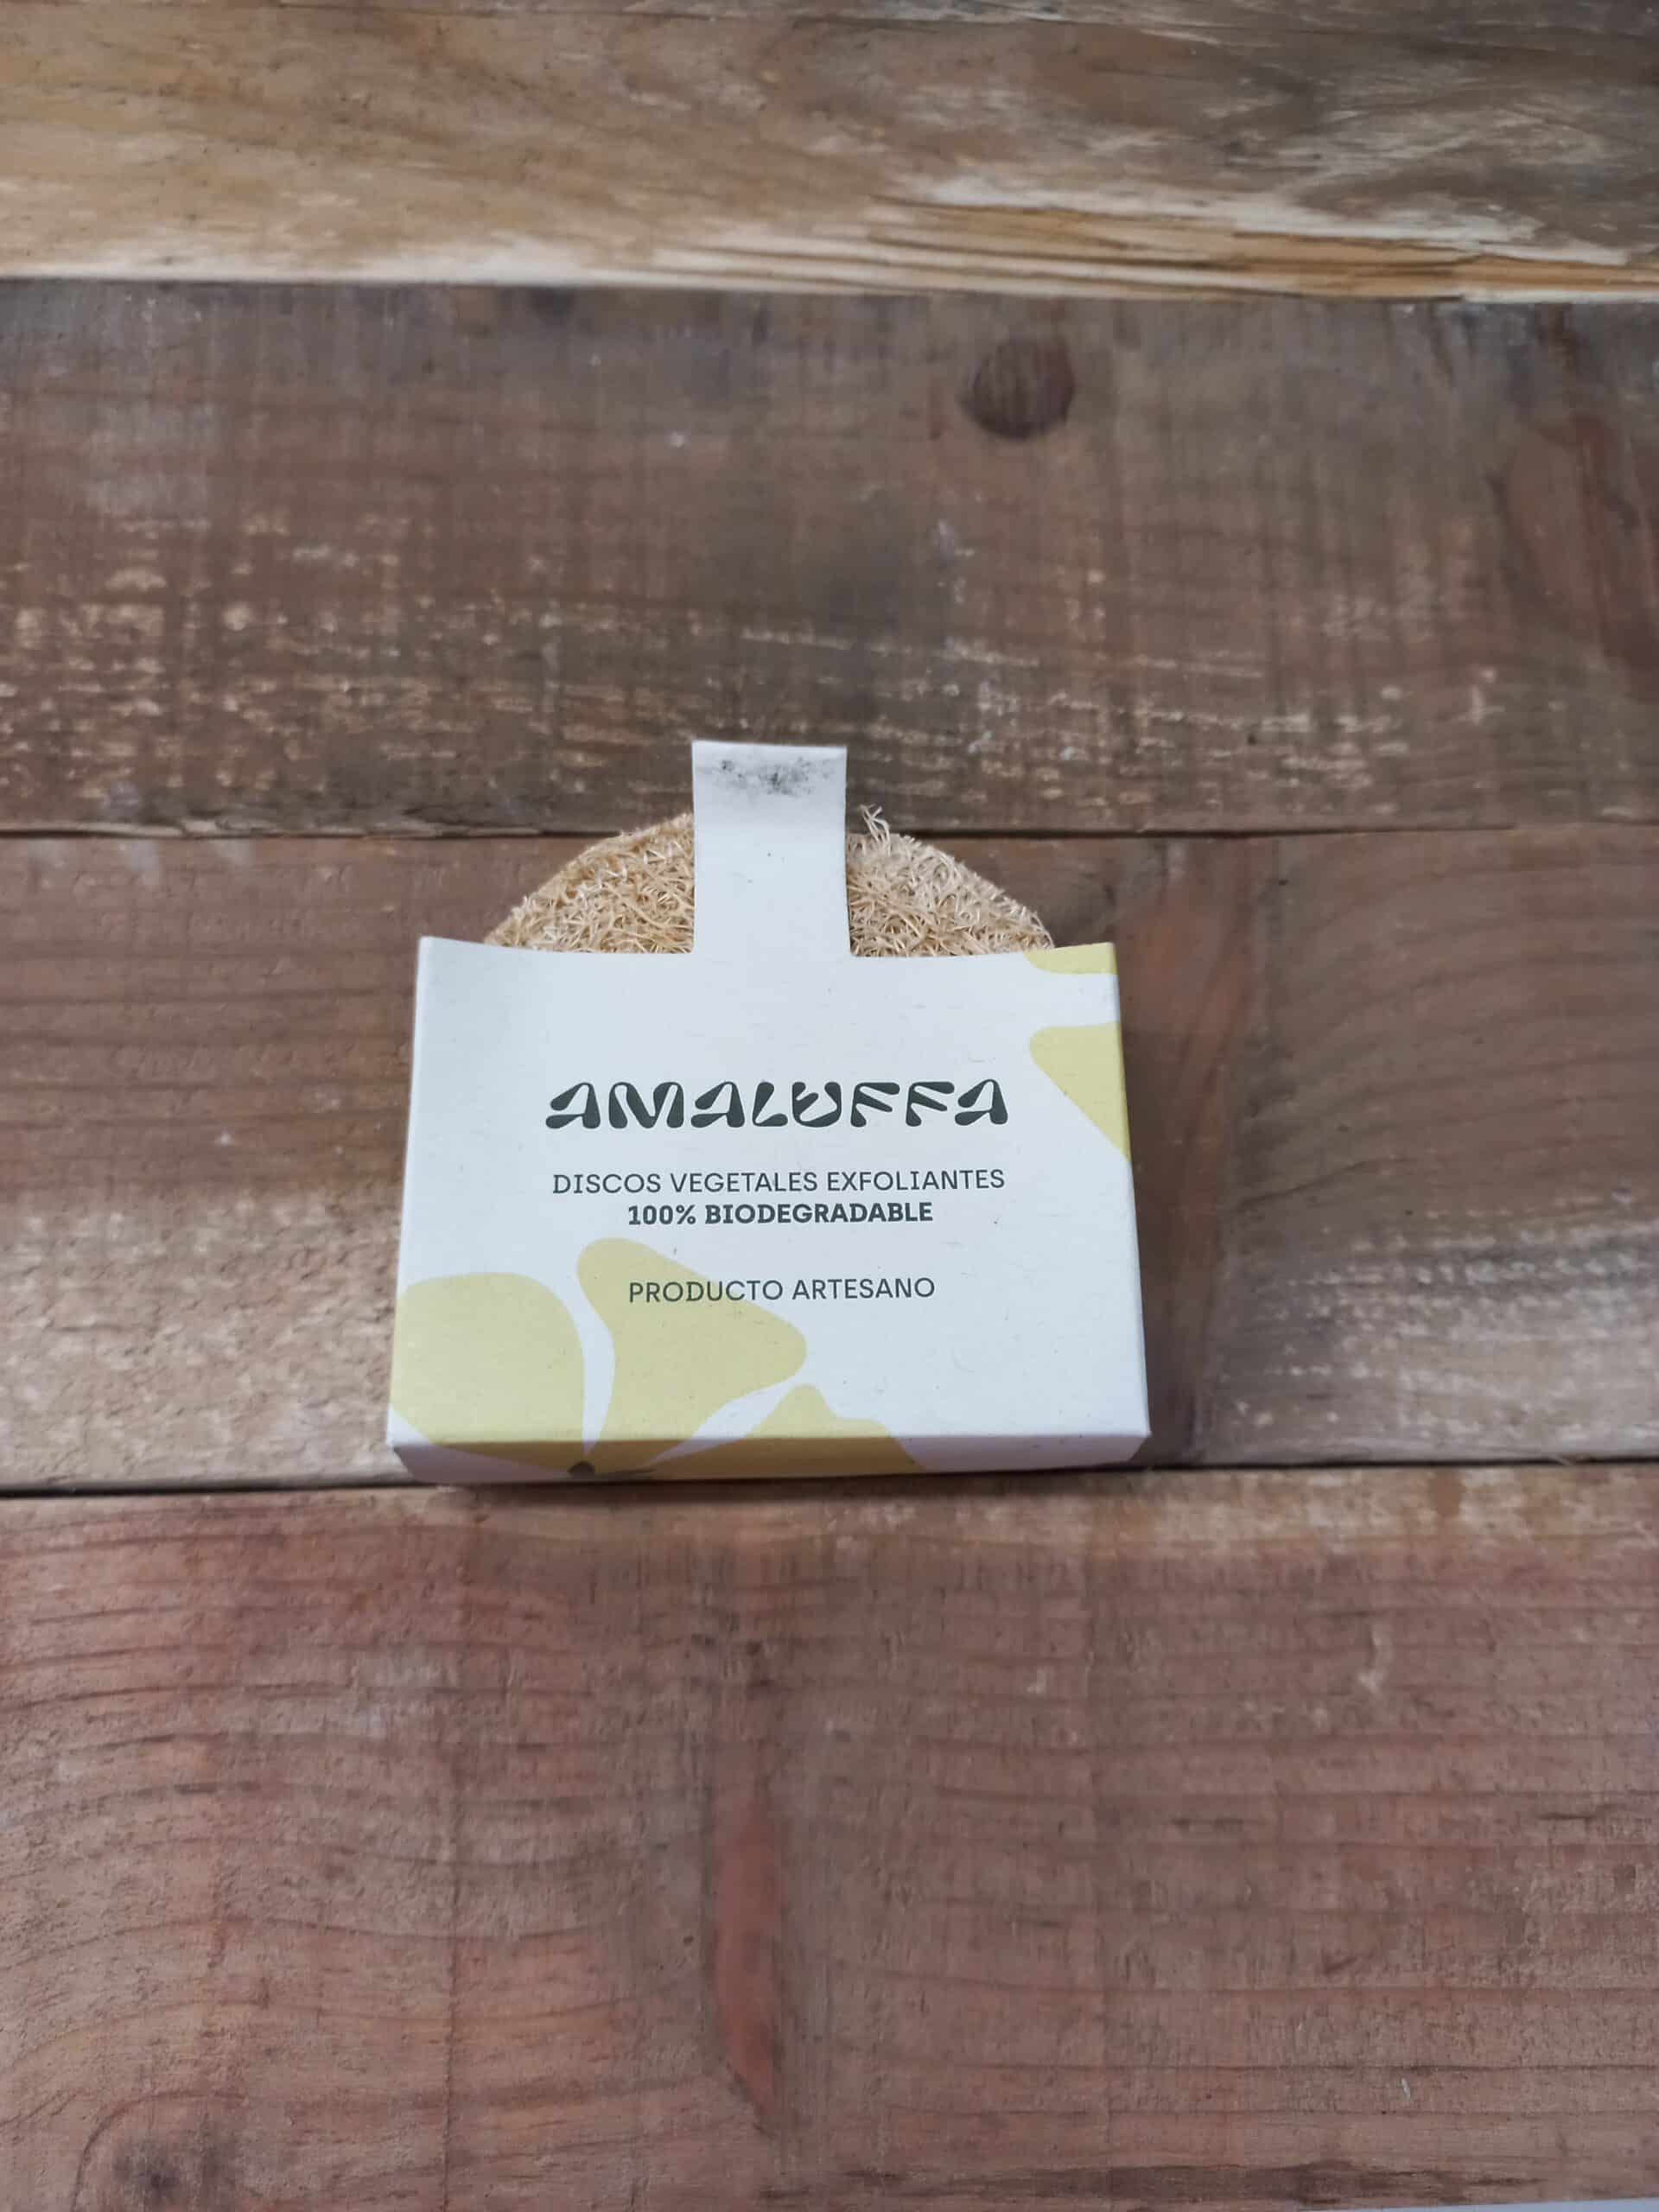 AMALUFFA
DISCOS VEGETALES EXFOLIANTES
100% BIODEGRADABLE
PRODUCTO ARTESANO